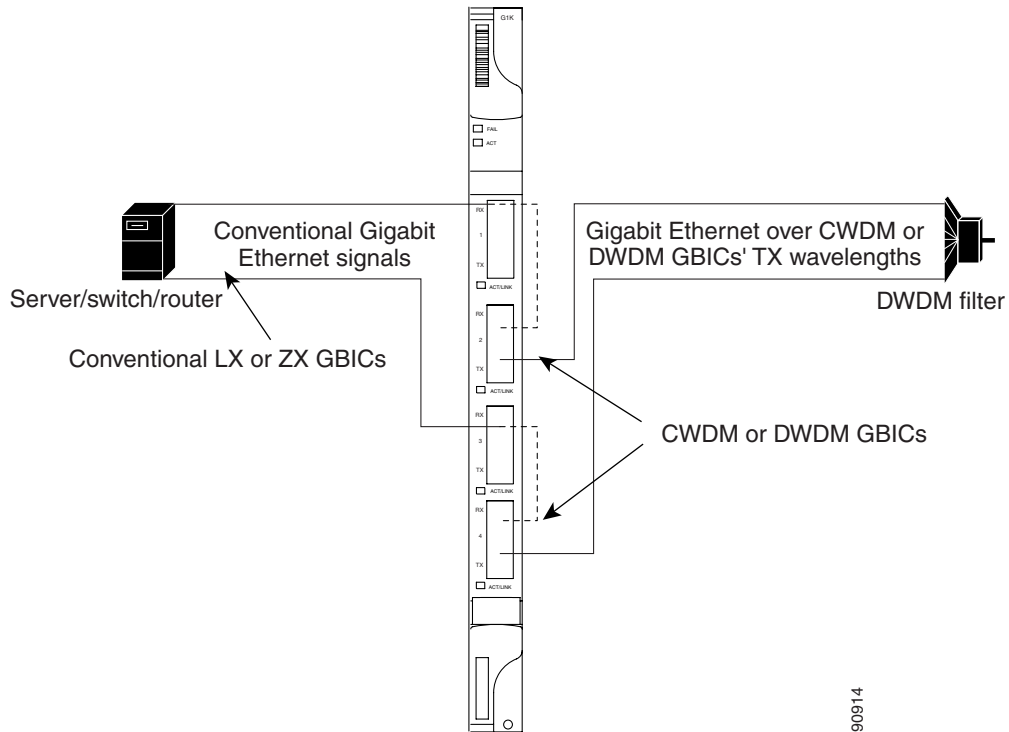 G1K
FAIL
ACT
RX
1
TX
ACT/LINK
RX
2
TX
ACT/LINK
RX
3
TX
ACT/LINK
RX
4
TX
ACT/LINK
Conventional Gigabit
Ethernet signals
Server/switch/router
Conventional LX or ZX GBICs
Gigabit Ethernet over CWDM or
DWDM GBICs' TX wavelengths
DWDM filter
CWDM or DWDM GBICs
90914